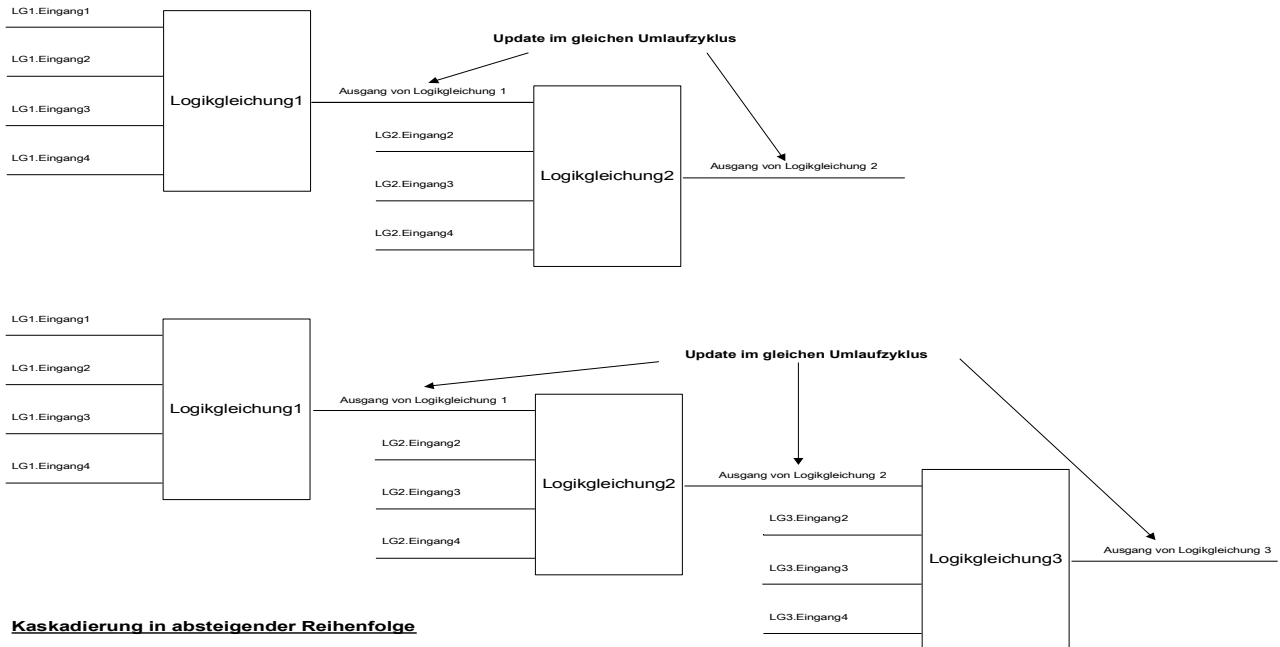 LG1.Eingang1
LG1.Eingang2
LG1.Eingang3
LG1.Eingang4
Logikgleichung1
Update im gleichen Umlaufzyklus
Ausgang von Logikgleichung 1
LG2.Eingang2
LG2.Eingang3
LG2.Eingang4
Logikgleichung2
Ausgang von Logikgleichung 2
LG1.Eingang1
LG1.Eingang2
LG1.Eingang3
LG1.Eingang4
Logikgleichung1
Update im gleichen Umlaufzyklus
Ausgang von Logikgleichung 1
LG2.Eingang2
LG2.Eingang3
LG2.Eingang4
Logikgleichung2
Ausgang von Logikgleichung 2
LG3.Eingang2
LG3.Eingang3
LG3.Eingang4
Logikgleichung3
Ausgang von Logikgleichung 3
Kaskadierung in absteigender Reihenfolge